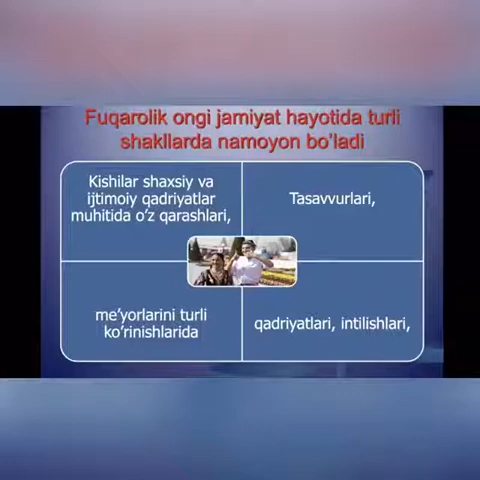 Fuqarolik ongi jamiyat hayotida turli
shakllarda namoyon bo'ladi
Kishilar shaxsiy va
ijtimoiy qadriyatlar
muhitida o'z qarashlari,
Tasavvurlari,
me'yorlarini turli
ko'rinishlarida
qadriyatlari, intilishlari,